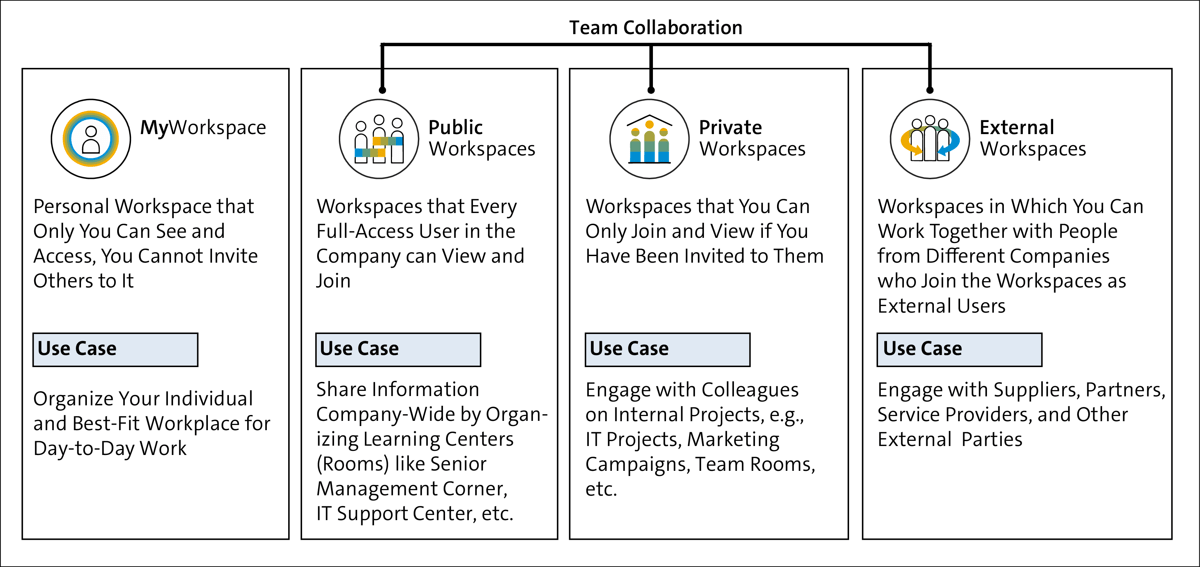 Team Collaboration
MyWorkspace
Personal Workspace that
Only You Can See and
Access, You Cannot Invite
Others to It
Use Case
Organize Your Individual
and Best-Fit Workplace for
Day-to-Day Work
Public
Workspaces
Workspaces that Every
Full-Access User in the
Company can View and
Join
Use Case
Share Information
Company-Wide by Organ-
izing Learning Centers
(Rooms) like Senior
Management Corner,
IT Support Center, etc.
Private
Workspaces
Workspaces that You Can
Only Join and View if You
Have Been Invited to Them
Use Case
Engage with Colleagues
on Internal Projects, e.g.,
IT Projects, Marketing
Campaigns, Team Rooms,
etc.
External
Workspaces
Workspaces in Which You Can
Work Together with People
from Different Companies
who Join the Workspaces as
External Users
Use Case
Engage with Suppliers, Partners,
Service Providers, and Other
External Parties